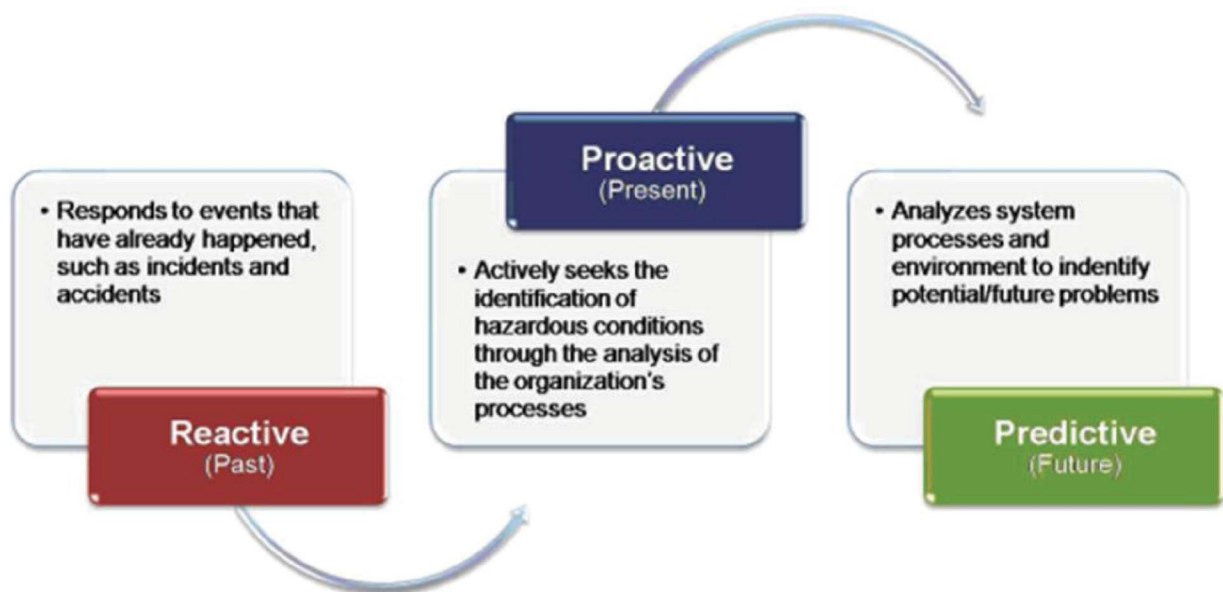 • Responds to events that
have already happened,
such as incidents and
accidents
Reactive
(Past)
Proactive
(Present)
• Actively seeks the
identification of
hazardous conditions
through the analysis of
the organization's
processes
• Analyzes system
processes and
environment to indentify
potential/future problems
Predictive
(Future)